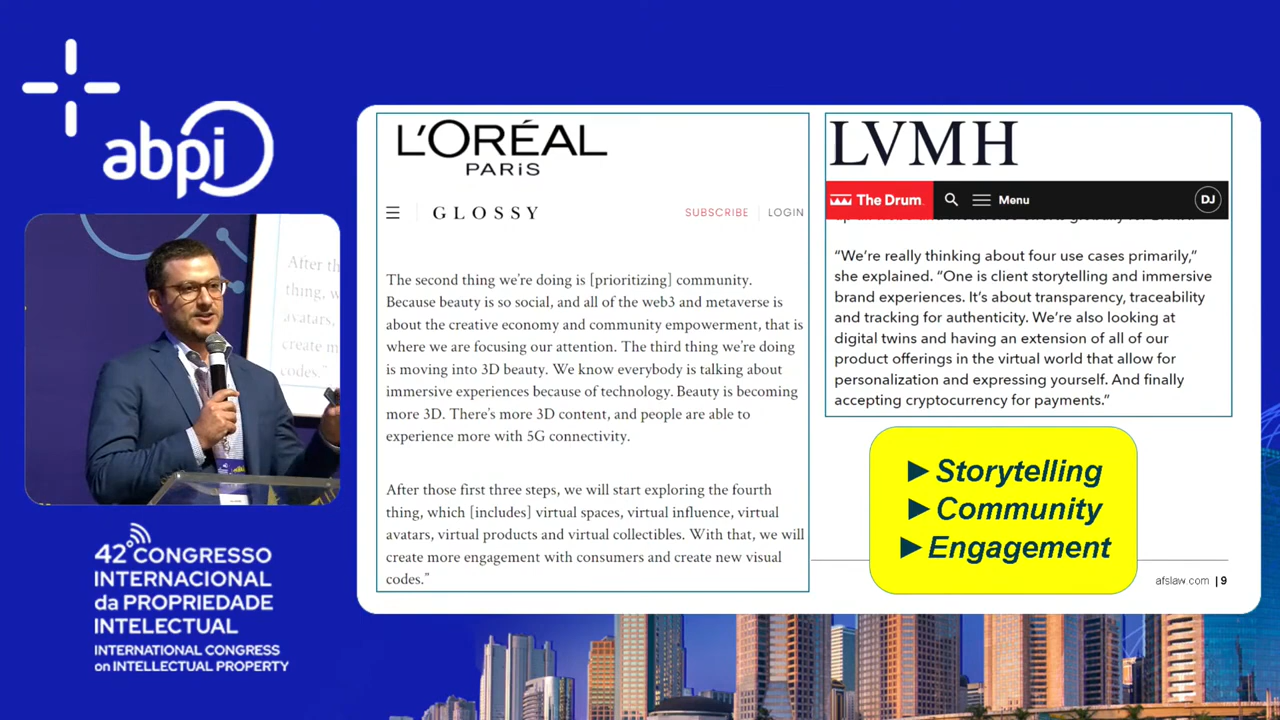 abpi
After th
thing, w
avatars,
create m
codes."
42º CONGRESSO
INTERNACIONAL
da PROPRIEDADE
INTELECTUAL
INTERNATIONAL CONGRESS
on INTELLECTUAL PROPERTY
L'ORÉAL
PARiS
GLOSSY
SUBSCRIBE
LOGIN
The second thing we're doing is [prioritizing] community.
Because beauty is so social, and all of the web3 and metaverse is
about the creative economy and community empowerment, that is
where we are focusing our attention. The third thing we're doing
is moving into 3D beauty. We know everybody is talking about
immersive experiences because of technology. Beauty is becoming
more 3D. There's more 3D content, and people are able to
experience more with 5G connectivity.
After those first three steps, we will start exploring the fourth
thing, which [includes] virtual spaces, virtual influence, virtual
avatars, virtual products and virtual collectibles. With that, we will
create more engagement with consumers and create new visual
codes."
LVMH
The Drum
Menu
DJ
"We're really thinking about four use cases primarily,"
she explained. "One is client storytelling and immersive
brand experiences. It's about transparency, traceability
and tracking for authenticity. We're also looking at
digital twins and having an extension of all of our
product offerings in the virtual world that allow for
personalization and expressing yourself. And finally
accepting cryptocurrency for payments."
►Storytelling
►Community
►Engagement
afslaw.com | 9